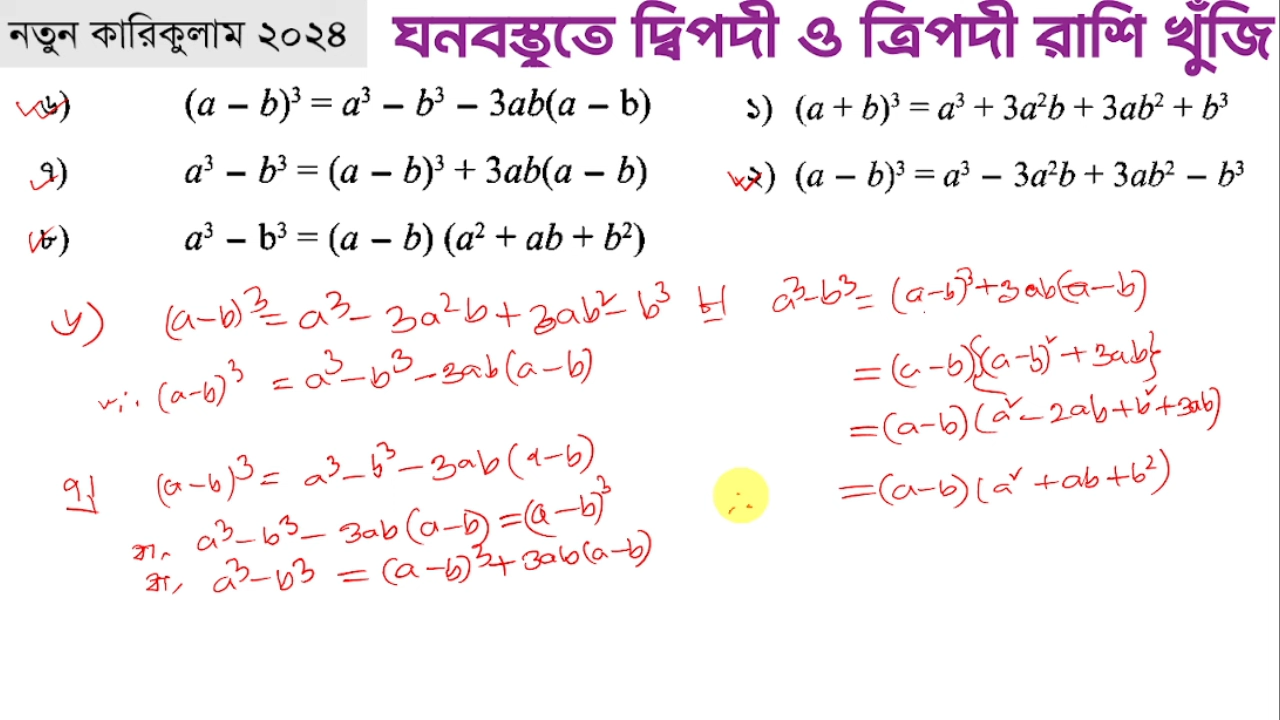 নতুন কারিকুলাম ২০২৪
ঘনবস্তুতে দ্বিপদী ও ত্রিপদী রাশি খুঁজি
৬) (a – b)³ = a³ – b³ – 3ab(a – b)
৭) a³ – b³ = (a – b)³ + 3ab(a – b)
৮) a³ – b³ = (a – b) (a² + ab + b²)
১) (a + b)³ = a³ + 3a²b + 3ab² + b³
২) (a – b)³ = a³ – 3a²b + 3ab² – b³
৬) (a-b)³ = a³ - 3a²b + 3ab² - b³
∴ (a-b)³ = a³-b³-3ab(a-b)
৭| (a-b)³ = a³-b³-3ab(a-b)
বা, a³-b³-3ab(a-b) = (a-b)³
বা, a³-b³ = (a-b)³+3ab(a-b)
৮| a³-b³ = (a-b)³+3ab(a-b)
= (a-b){(a-b)²+3ab}
= (a-b)(a²-2ab+b²+3ab)
= (a-b)(a²+ab+b²)
∴